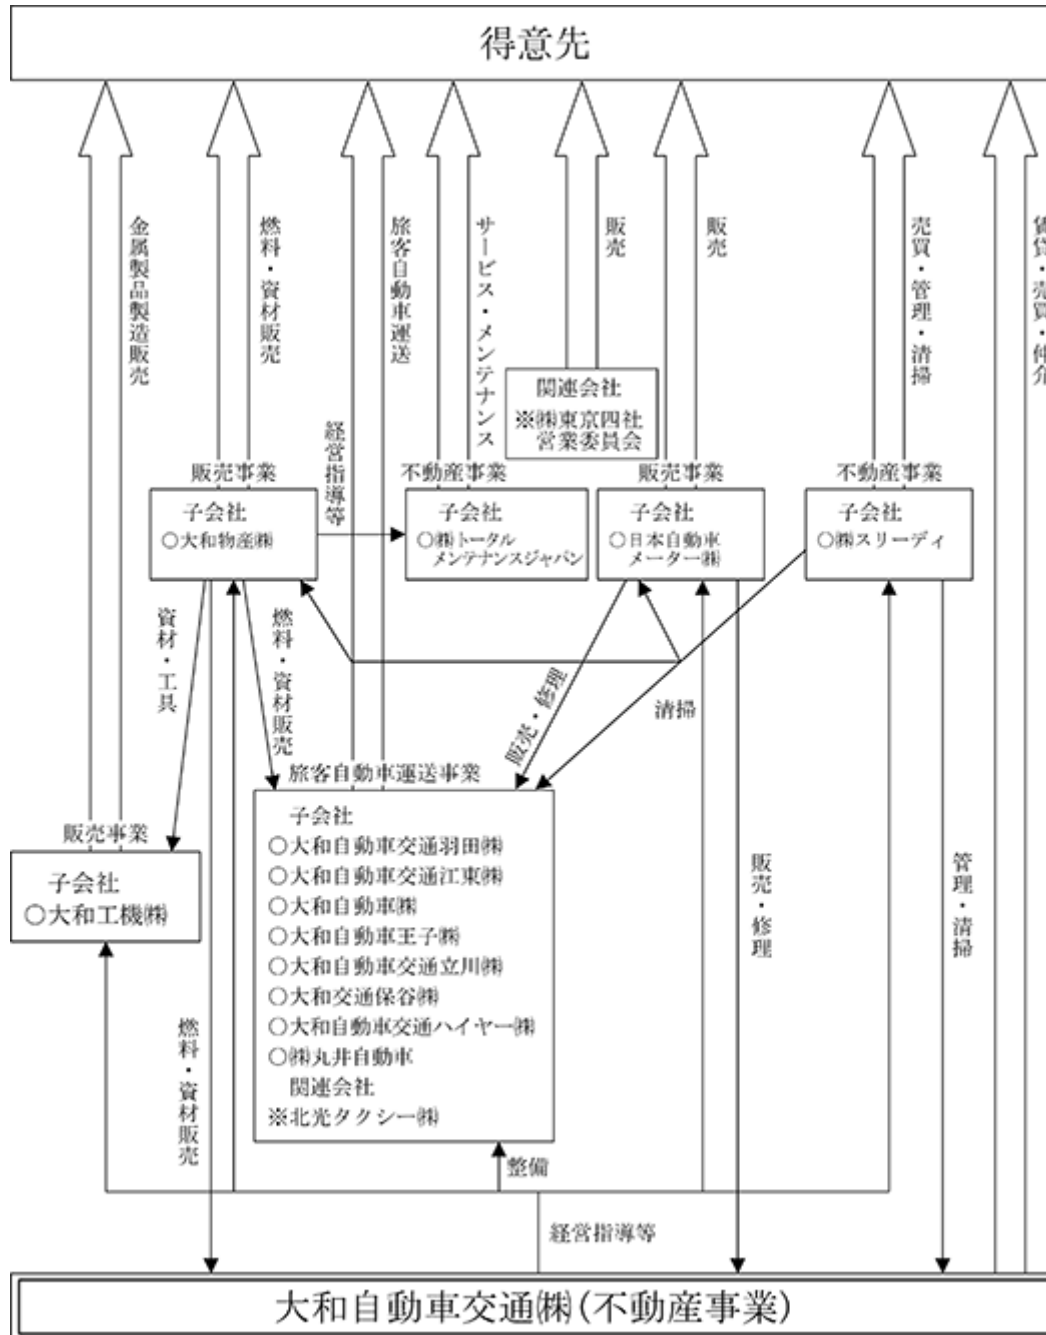 得意先
金属製品製造販売
燃料・資材販売
旅客自動車運送
サービス・メンテナンス
販売
販売
売買・管理・清掃
賃貸・売買・仲介
関連会社
※㈱東京四社
営業委員会
経営指導等
販売事業
子会社
○大和物産㈱
不動産事業
子会社
○㈱トータル
メンテナンスジャパン
販売事業
子会社
○日本自動車
メーター㈱
不動産事業
子会社
○㈱スリーディ
資材・工具
燃料・資材販売
販売・修理
清掃
旅客自動車運送事業
子会社
○大和自動車交通羽田㈱
○大和自動車交通江東㈱
○大和自動車㈱
○大和自動車王子㈱
○大和自動車交通立川㈱
○大和交通保谷㈱
○大和自動車交通ハイヤー㈱
○㈱丸井自動車
関連会社
※北光タクシー㈱
販売事業
子会社
○大和工機㈱
販売・修理
管理・清掃
燃料・資材販売
整備
経営指導等
大和自動車交通㈱(不動産事業)